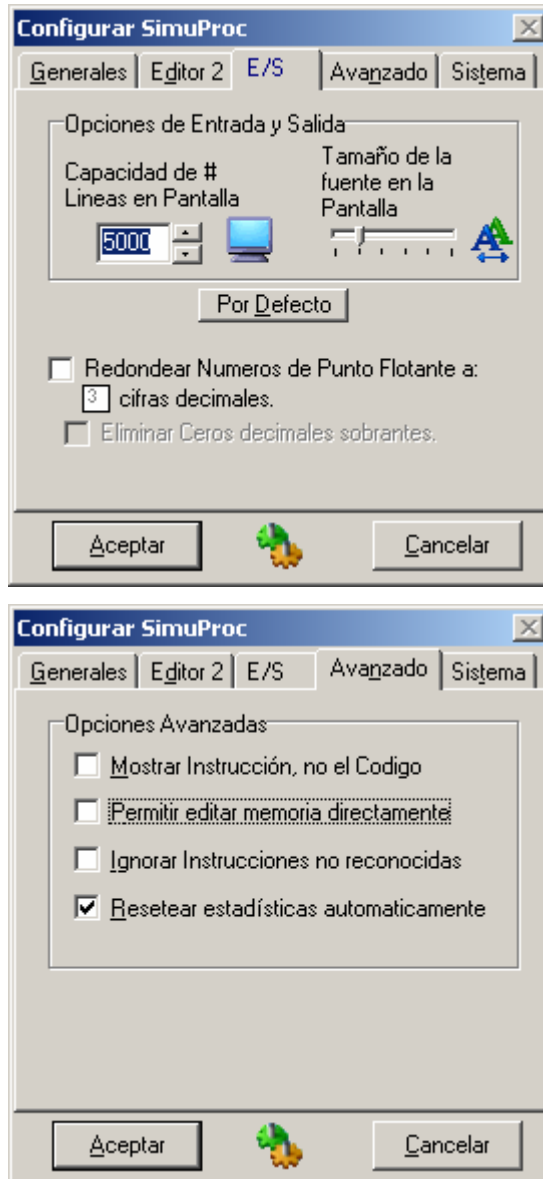 Configurar SimuProc
Generales Editor 2 E/S Avanzado Sistema
Opciones de Entrada y Salida
Capacidad de #
Lineas en Pantalla
5000
Tamaño de la
fuente en la
Pantalla
Por Defecto
Redondear Numeros de Punto Flotante a:
3 cifras decimales.
Eliminar Ceros decimales sobrantes.
Aceptar Cancelar
Configurar SimuProc
Generales Editor 2 E/S Avanzado Sistema
Opciones Avanzadas
Mostrar Instrucción, no el Codigo
Permitir editar memoria directamente
Ignorar Instrucciones no reconocidas
Resetear estadísticas automaticamente
Aceptar Cancelar